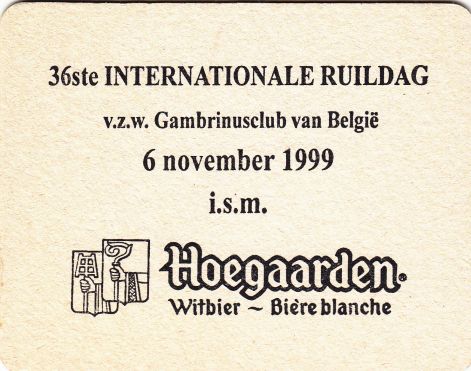 36ste INTERNATIONALE RUILDAG
v.z.w. Gambrinusclub van België
6 november 1999
i.s.m.
Hoegaarden®
Witbier ~ Bière blanche